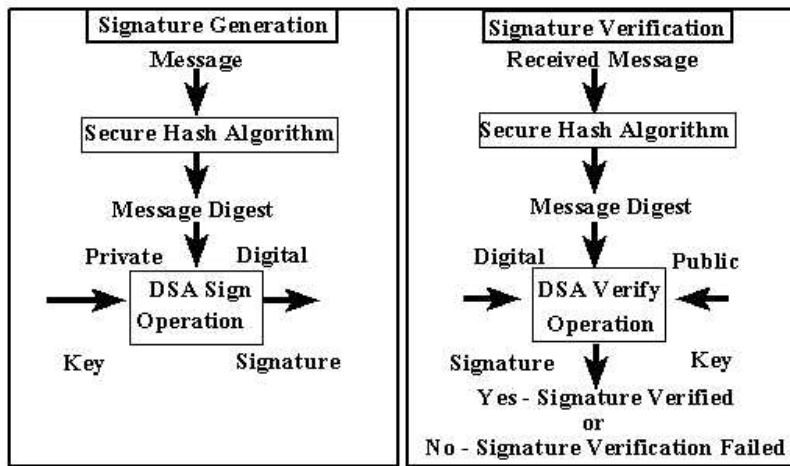 Signature Generation
Message
Secure Hash Algorithm
Message Digest
Private
Digital
DSA Sign
Operation
Key
Signature
Signature Verification
Received Message
Secure Hash Algorithm
Message Digest
Digital
Public
DSA Verify
Operation
Signature
Key
Yes - Signature Verified
or
No - Signature Verification Failed